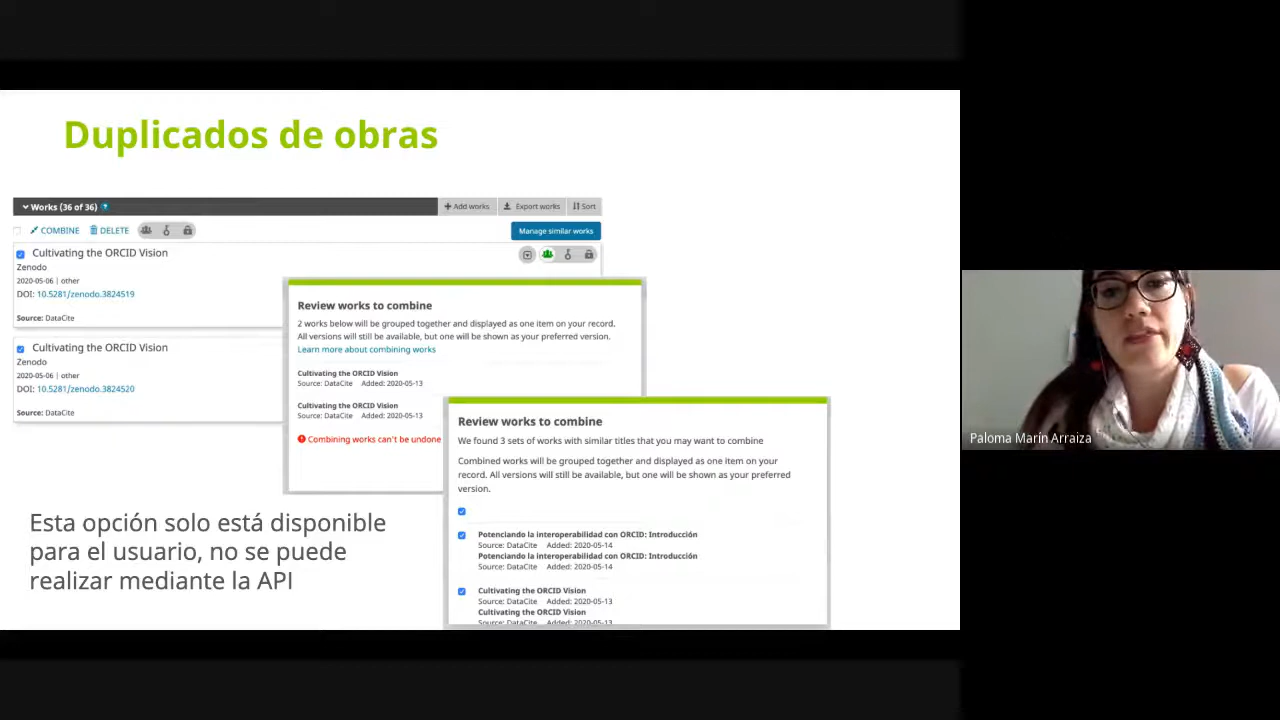 Duplicados de obras
Works (36 of 36) ?
Add works
Export works
Sort
COMBINE
DELETE
Manage similar works
Cultivating the ORCID Vision
Zenodo
2020-05-06 | other
DOI: 10.5281/zenodo.3824519
Source: DataCite
Cultivating the ORCID Vision
Zenodo
2020-05-06 | other
DOI: 10.5281/zenodo.3824520
Source: DataCite
Review works to combine
2 works below will be grouped together and displayed as one item on your record.
All versions will still be available, but one will be shown as your preferred version.
Learn more about combining works
Cultivating the ORCID Vision
Source: DataCite Added: 2020-05-13
Cultivating the ORCID Vision
Source: DataCite Added: 2020-05-13
Combining works can't be undone
Review works to combine
We found 3 sets of works with similar titles that you may want to combine
Combined works will be grouped together and displayed as one item on your
record. All versions will still be available, but one will be shown as your preferred
version.
Potenciando la interoperabilidad con ORCID: Introducción
Source: DataCite Added: 2020-05-14
Potenciando la interoperabilidad con ORCID: Introducción
Source: DataCite Added: 2020-05-14
Cultivating the ORCID Vision
Source: DataCite Added: 2020-05-13
Cultivating the ORCID Vision
Source: DataCite Added: 2020-05-13
Esta opción solo está disponible
para el usuario, no se puede
realizar mediante la API
Paloma Marín Arraiza